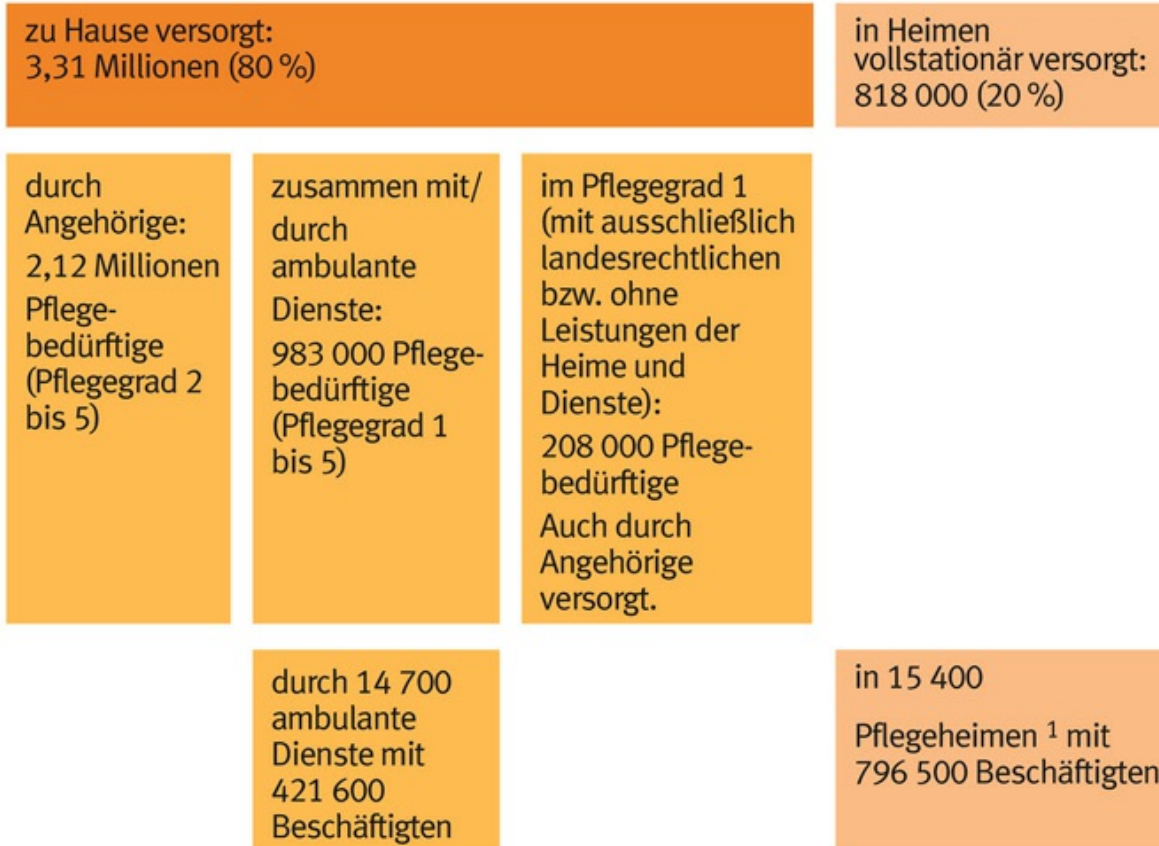 zu Hause versorgt:
3,31 Millionen (80 %)
in Heimen
vollstationär versorgt:
818 000 (20 %)
durch
Angehörige:
2,12 Millionen
Pflege-
bedürftige
(Pflegegrad 2
bis 5)
zusammen mit/
durch
ambulante
Dienste:
983 000 Pflege-
bedürftige
(Pflegegrad 1
bis 5)
im Pflegegrad 1
(mit ausschließlich
landesrechtlichen
bzw. ohne
Leistungen der
Heime und
Dienste):
208 000 Pflege-
bedürftige
Auch durch
Angehörige
versorgt.
durch 14 700
ambulante
Dienste mit
421 600
Beschäftigten
in 15 400
Pflegeheimen ¹ mit
796 500 Beschäftigten